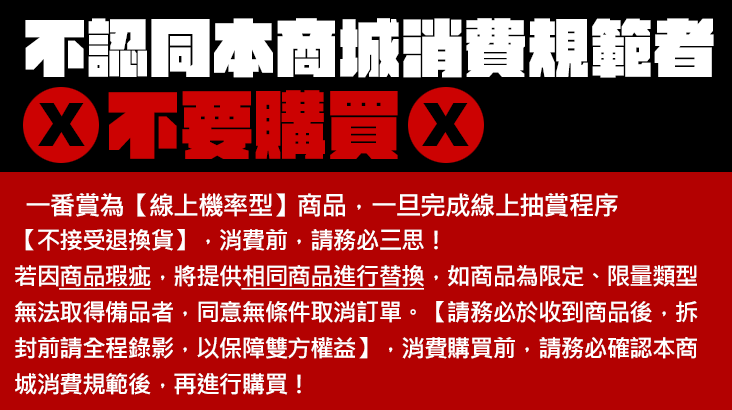 不認同本商城消費規範者
X不要購買X
一番賞為【線上機率型】商品，一旦完成線上抽賞程序
【不接受退換貨】，消費前，請務必三思！
若因商品瑕疵，將提供相同商品進行替換，如商品為限定、限量類型
無法取得備品者，同意無條件取消訂單。【請務必於收到商品後，拆
封前請全程錄影，以保障雙方權益】，消費購買前，請務必確認本商
城消費規範後，再進行購買！